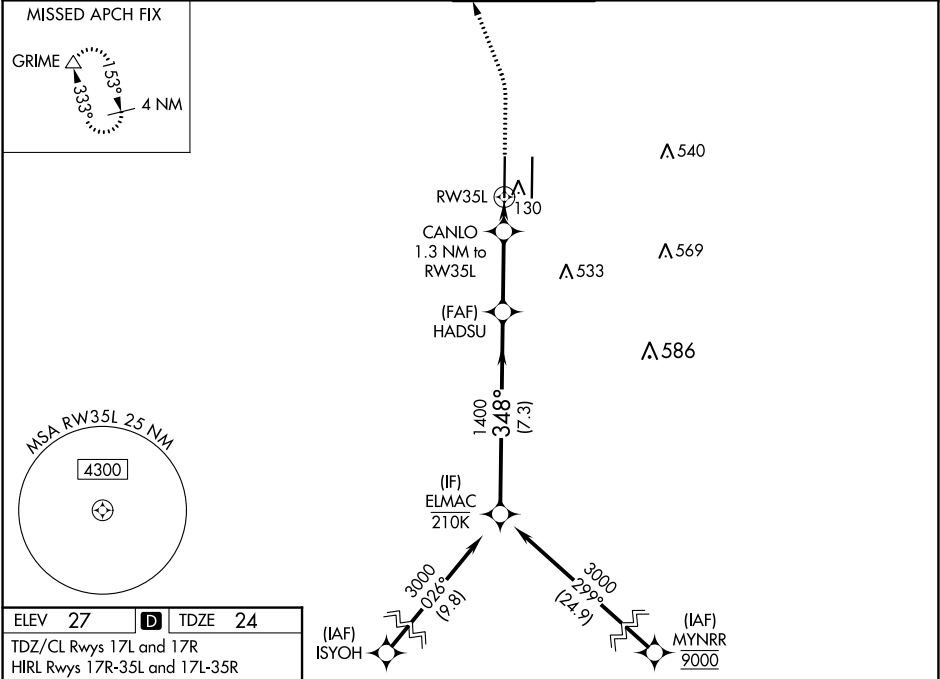 MISSED APCH FIX
GRIME
153°
333°
4 NM
540
RW35L
130
CANLO
1.3 NM to
RW35L
569
533
(FAF)
HADSU
586
1400
348°
(7.3)
MSA RW35L 25 NM
4300
(IF)
ELMAC
210K
3000
026°
(9.8)
3000
299°
(24.9)
(IAF)
ISYOH
(IAF)
MYNRR
9000
ELEV 27 D TDZE 24
TDZ/CL Rwys 17L and 17R
HIRL Rwys 17R-35L and 17L-35R